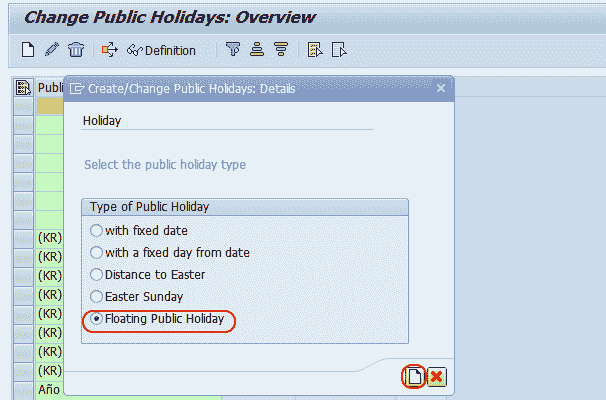 Change Public Holidays: Overview
Definition
Publi
Create/Change Public Holidays: Details
Holiday
Select the public holiday type
Type of Public Holiday
with fixed date
with a fixed day from date
Distance to Easter
Easter Sunday
Floating Public Holiday
(KR)
(KR)
(KR)
(KR)
(KR)
(KR)
(KR)
(KR)
Año